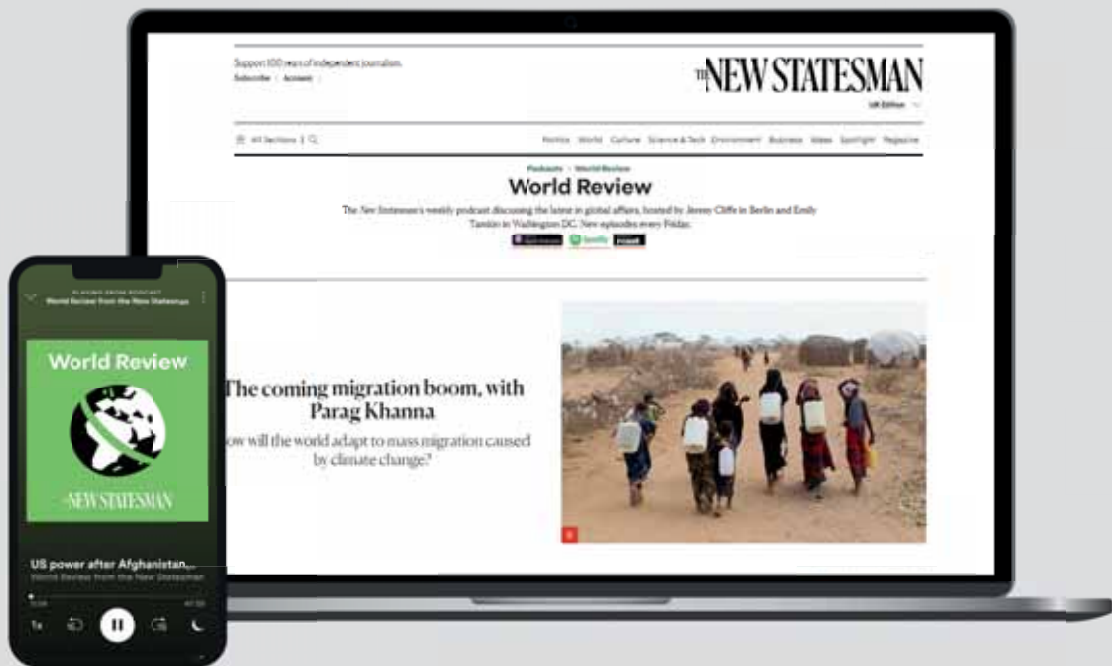 Support 100 years of independent journalism.
Subscribe Account
THE NEW STATESMAN
UK Edition
All Sections
Politics World Culture Science & Tech Environment Business Ideas Spotlight Magazine
Podcasts World Review
World Review
The New Statesman's weekly podcast discussing the latest in global affairs, hosted by Jeremy Cliffe in Berlin and Emily
Tamkin in Washington DC. New episodes every Friday.
Spotify
The coming migration boom, with
Parag Khanna
ow will the world adapt to mass migration caused
by climate change?
PLAYING FROM PODCAST
World Review from the New Statesman
World Review
THE NEW STATESMAN
US power after Afghanistan,
World Review from the New Statesman
1x